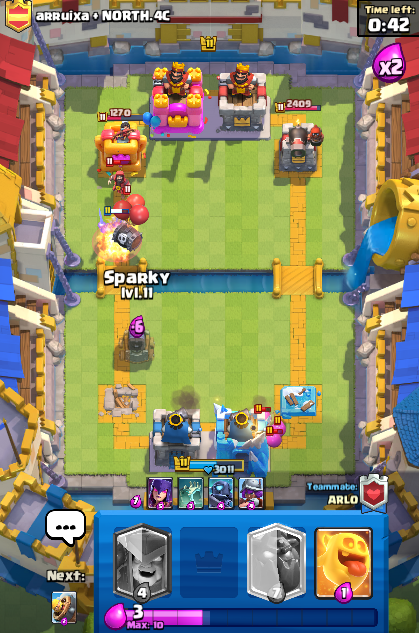 arruixa + NORTH.4C
Time left:
0:42
x2
1270
2409
Sparky
lvl.11
-6
3011
Teammate:
ARLO
...
Next:
4
7
1
3
Max: 10